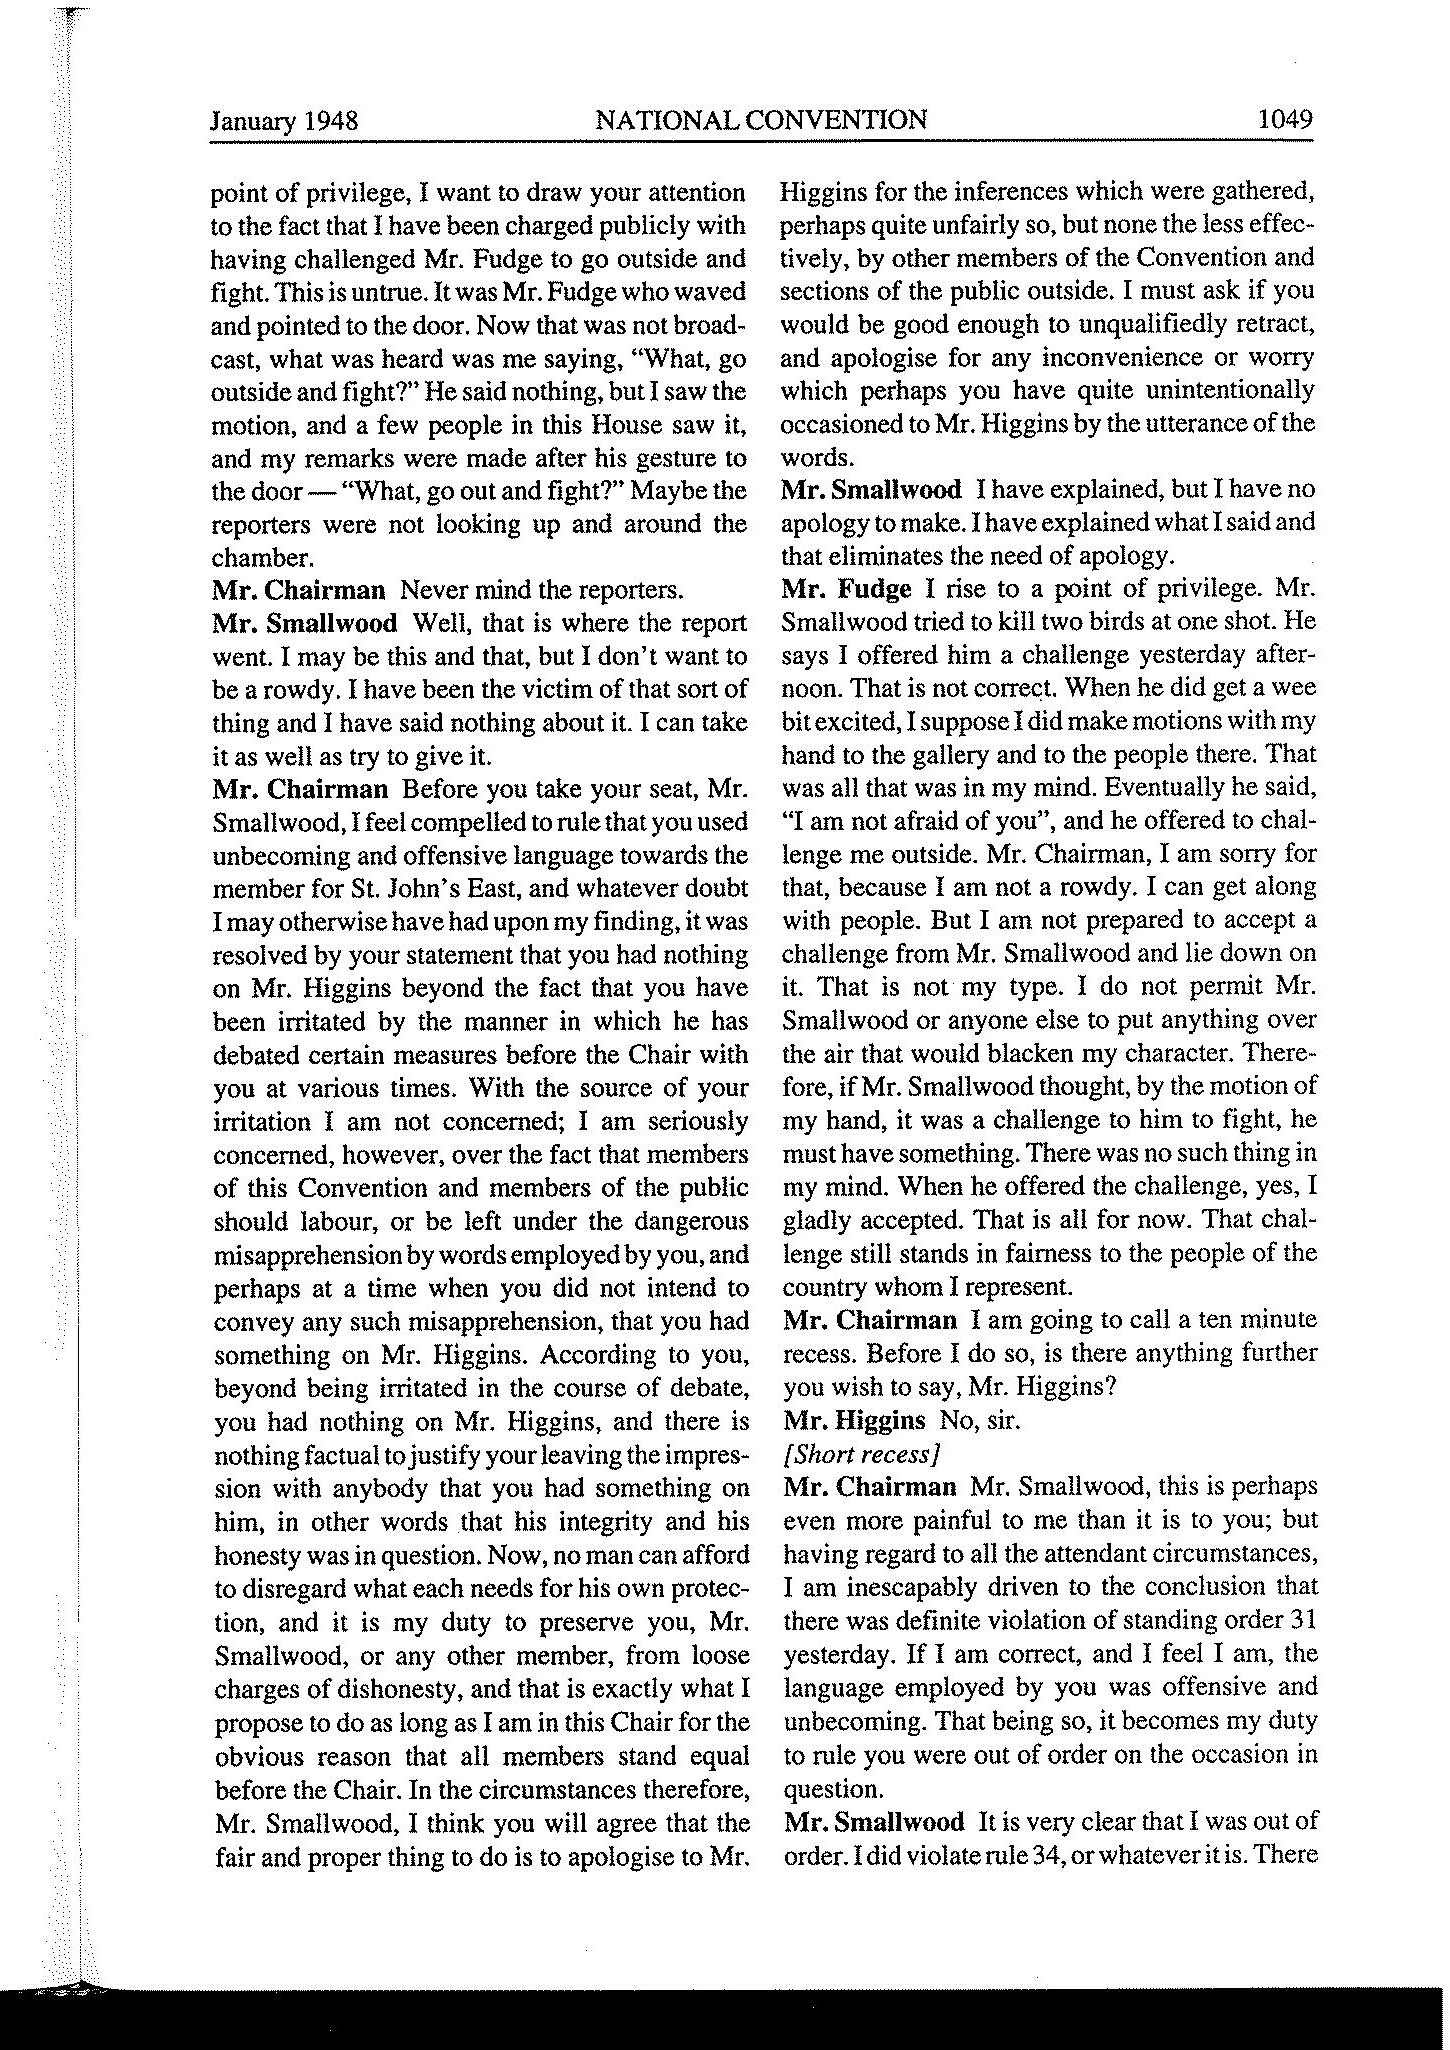 January 1948 NATIONAL CONVENTION 1049
point of privilege, I want to draw your attention
to the fact that I have been charged publicly with
having challenged Mr. Fudge to go outside and
fight. This is untrue. It was Mr. Fudge who waved
and pointed to the door. Now that was not broad-
cast, what was heard was me saying, “What, go
outside and fight?” He said nothing, but I saw the
motion, and a few people in this House saw it,
and my remarks were made after his gesture to
the door — “What, go out and fight?” Maybe the
reporters were not looking up and around the
chamber.
Mr. Chairman Never mind the reporters.
Mr. Smallwood Well, that is where the report
went. I may be this and that, but I don't want to
be a rowdy. I have been the victim of that sort of
thing and I have said nothing about it. I can take
it as well as try to give it.
Mr. Chairman Before you take your seat, Mr.
Smallwood, I feel compelled to rule that you used
unbecoming and offensive language towards the
member for St. John's East, and whatever doubt
I may otherwise have had upon my finding, it was
resolved by your statement that you had nothing
on Mr. Higgins beyond the fact that you have
been irritated by the manner in which he has
debated certain measures before the Chair with
you at various times. With the source of your
irritation I am not concerned; I am seriously
concerned, however, over the fact that members
of this Convention and members of the public
should labour, or be left under the dangerous
misapprehension by words employed by you, and
perhaps at a time when you did not intend to
convey any such misapprehension, that you had
something on Mr. Higgins. According to you,
beyond being irritated in the course of debate,
you had nothing on Mr. Higgins, and there is
nothing factual to justify your leaving the impres-
sion with anybody that you had something on
him, in other words that his integrity and his
honesty was in question. Now, no man can afford
to disregard what each needs for his own protec-
tion, and it is my duty to preserve you, Mr.
Smallwood, or any other member, from loose
charges of dishonesty, and that is exactly what I
propose to do as long as I am in this Chair for the
obvious reason that all members stand equal
before the Chair. In the circumstances therefore,
Mr. Smallwood, I think you will agree that the
fair and proper thing to do is to apologise to Mr.
Higgins for the inferences which were gathered,
perhaps quite unfairly so, but none the less effec-
tively, by other members of the Convention and
sections of the public outside. I must ask if you
would be good enough to unqualifiedly retract,
and apologise for any inconvenience or worry
which perhaps you have quite unintentionally
occasioned to Mr. Higgins by the utterance of the
words.
Mr. Smallwood I have explained, but I have no
apology to make. I have explained what I said and
that eliminates the need of apology.
Mr. Fudge I rise to a point of privilege. Mr.
Smallwood tried to kill two birds at one shot. He
says I offered him a challenge yesterday after-
noon. That is not correct. When he did get a wee
bit excited, I suppose I did make motions with my
hand to the gallery and to the people there. That
was all that was in my mind. Eventually he said,
“I am not afraid of you”, and he offered to chal-
lenge me outside. Mr. Chairman, I am sorry for
that, because I am not a rowdy. I can get along
with people. But I am not prepared to accept a
challenge from Mr. Smallwood and lie down on
it. That is not my type. I do not permit Mr.
Smallwood or anyone else to put anything over
the air that would blacken my character. There-
fore, if Mr. Smallwood thought, by the motion of
my hand, it was a challenge to him to fight, he
must have something. There was no such thing in
my mind. When he offered the challenge, yes, I
gladly accepted. That is all for now. That chal-
lenge still stands in fairness to the people of the
country whom I represent.
Mr. Chairman I am going to call a ten minute
recess. Before I do so, is there anything further
you wish to say, Mr. Higgins?
Mr. Higgins No, sir.
[Short recess]
Mr. Chairman Mr. Smallwood, this is perhaps
even more painful to me than it is to you; but
having regard to all the attendant circumstances,
I am inescapably driven to the conclusion that
there was definite violation of standing order 31
yesterday. If I am correct, and I feel I am, the
language employed by you was offensive and
unbecoming. That being so, it becomes my duty
to rule you were out of order on the occasion in
question.
Mr. Smallwood It is very clear that I was out of
order. I did violate rule 34, or whatever it is. There